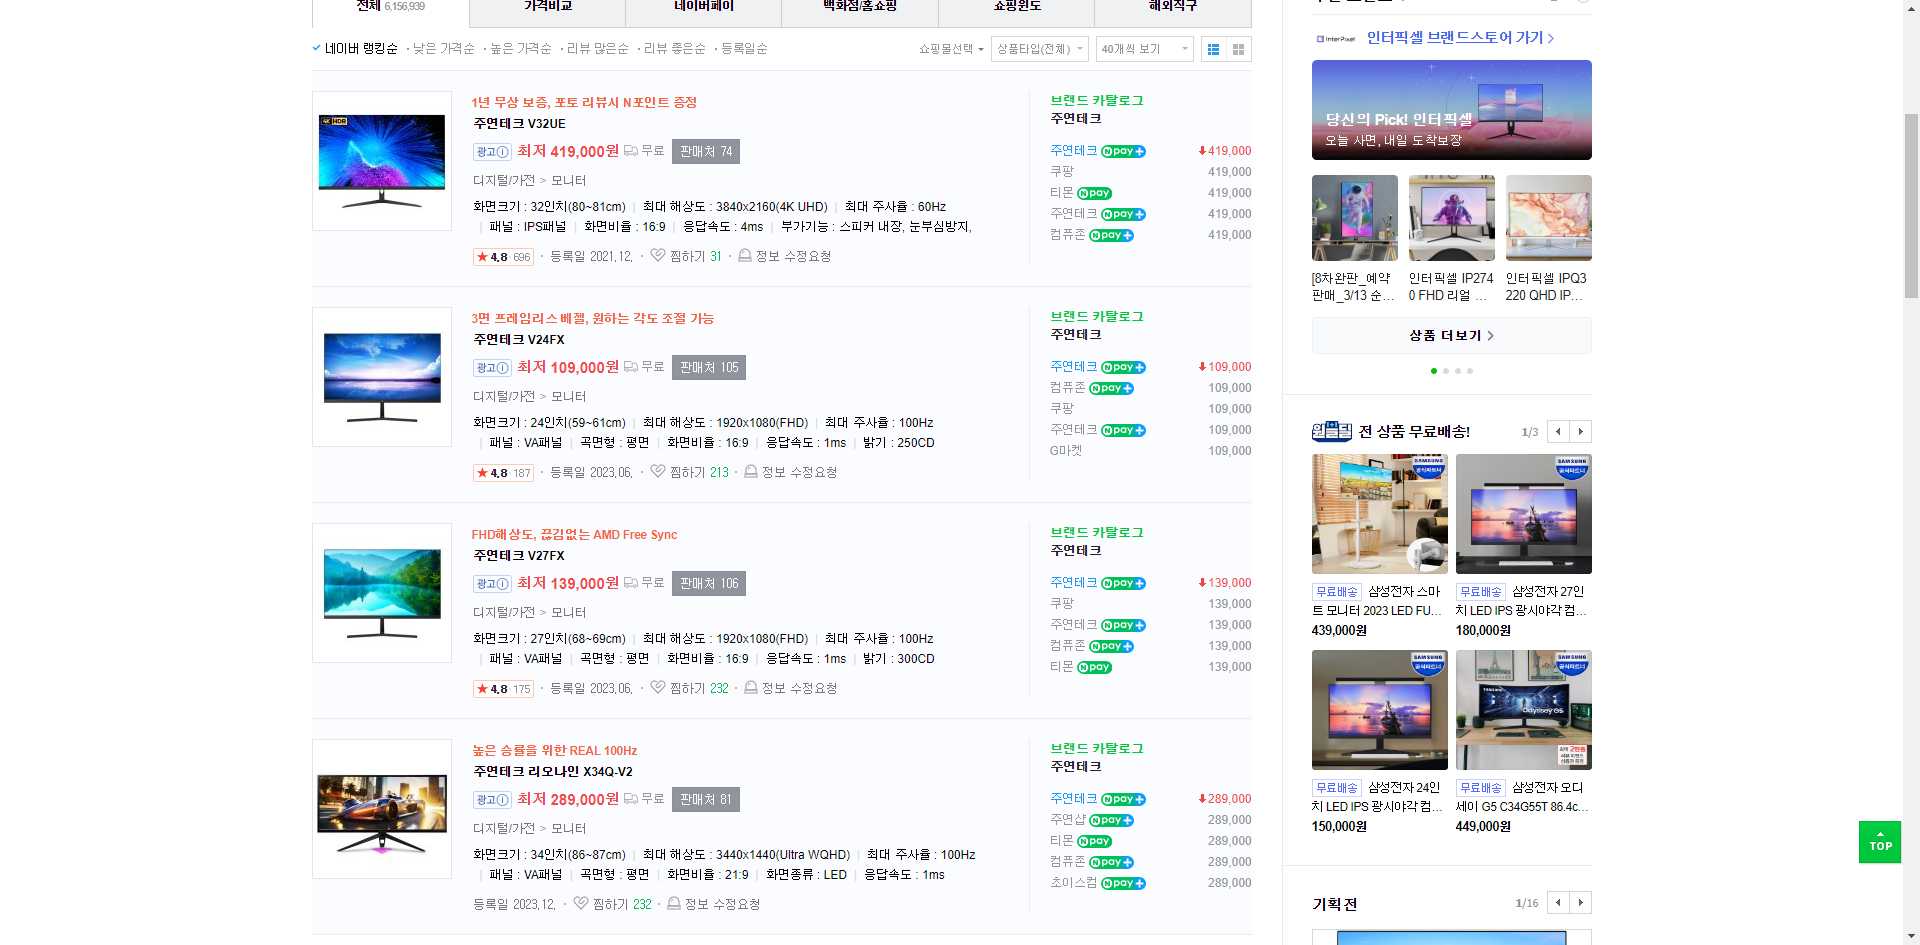 전체 6,156,939
가격비교
네이버페이
백화점/홈쇼핑
쇼핑윈도
해외직구
네이버 랭킹순 · 낮은 가격순 · 높은 가격순 · 리뷰 많은순 · 리뷰 좋은순 · 등록일순
쇼핑몰선택
상품타입(전체)
40개씩 보기
4K HDR
1년 무상 보증, 포토 리뷰시 N포인트 증정
주연테크 V32UE
광고 최저 419,000원 무료 판매처 74
디지털/가전 > 모니터
화면크기 : 32인치(80~81cm) | 최대 해상도 : 3840x2160(4K UHD) | 최대 주사율 : 60Hz
| 패널 : IPS패널 | 화면비율 : 16:9 | 응답속도 : 4ms | 부가기능 : 스피커 내장, 눈부심방지,
★ 4.8 696 · 등록일 2021.12. · 찜하기 31 · 정보 수정요청
브랜드 카탈로그
주연테크
주연테크 N pay+ 419,000
쿠팡 419,000
티몬 N pay 419,000
주연테크 N pay+ 419,000
컴퓨존 N pay+ 419,000
3면 프레임리스 베젤, 원하는 각도 조절 가능
주연테크 V24FX
광고 최저 109,000원 무료 판매처 105
디지털/가전 > 모니터
화면크기 : 24인치(59~61cm) | 최대 해상도 : 1920x1080(FHD) | 최대 주사율 : 100Hz
| 패널 : VA패널 | 곡면형 : 평면 | 화면비율 : 16:9 | 응답속도 : 1ms | 밝기 : 250CD
★ 4.8 187 · 등록일 2023.06. · 찜하기 213 · 정보 수정요청
브랜드 카탈로그
주연테크
주연테크 N pay+ 109,000
컴퓨존 N pay+ 109,000
쿠팡 109,000
주연테크 N pay+ 109,000
G마켓 109,000
FHD해상도, 끊김없는 AMD Free Sync
주연테크 V27FX
광고 최저 139,000원 무료 판매처 106
디지털/가전 > 모니터
화면크기 : 27인치(68~69cm) | 최대 해상도 : 1920x1080(FHD) | 최대 주사율 : 100Hz
| 패널 : VA패널 | 곡면형 : 평면 | 화면비율 : 16:9 | 응답속도 : 1ms | 밝기 : 300CD
★ 4.8 175 · 등록일 2023.06. · 찜하기 232 · 정보 수정요청
브랜드 카탈로그
주연테크
주연테크 N pay+ 139,000
쿠팡 139,000
주연테크 N pay+ 139,000
컴퓨존 N pay+ 139,000
티몬 N pay 139,000
높은 승률을 위한 REAL 100Hz
주연테크 리오나인 X34Q-V2
광고 최저 289,000원 무료 판매처 81
디지털/가전 > 모니터
화면크기 : 34인치(86~87cm) | 최대 해상도 : 3440x1440(Ultra WQHD) | 최대 주사율 : 100Hz
| 패널 : VA패널 | 곡면형 : 평면 | 화면비율 : 21:9 | 화면종류 : LED | 응답속도 : 1ms
등록일 2023.12. · 찜하기 232 · 정보 수정요청
브랜드 카탈로그
주연테크
주연테크 N pay+ 289,000
주연샵 N pay+ 289,000
티몬 N pay 289,000
컴퓨존 N pay+ 289,000
초이스컴 N pay+ 289,000
InterPixel 인터픽셀 브랜드스토어 가기 >
당신의 Pick! 인터픽셀
오늘 사면, 내일 도착보장
[8차완판_예약
판매_3/13 순...
인터픽셀 IP274
0 FHD 리얼 ...
인터픽셀 IPQ3
220 QHD IP...
상품 더보기 >
전 상품 무료배송!
1/3
SAMSUNG
공식파트너
SAMSUNG
공식파트너
무료배송 삼성전자 스마
트 모니터 2023 LED FU...
439,000원
무료배송 삼성전자 27인
치 LED IPS 광시야각 컴...
180,000원
SAMSUNG
공식파트너
SAMSUNG
공식파트너
Odyssey G5
무료배송 삼성전자 24인
치 LED IPS 광시야각 컴...
150,000원
무료배송 삼성전자 오디
세이 G5 C34G55T 86.4c...
449,000원
기획전
1/16
TOP